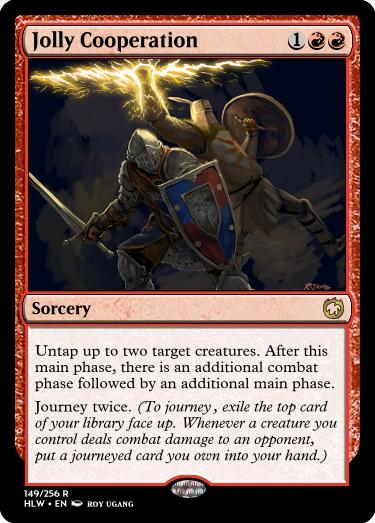 Jolly Cooperation 1
Sorcery
Untap up to two target creatures. After this
main phase, there is an additional combat
phase followed by an additional main phase.
Journey twice. (To journey, exile the top card
of your library face up. Whenever a creature you
control deals combat damage to an opponent,
put a journeyed card you own into your hand.)
149/256 R
HLW • EN ROY UGANG